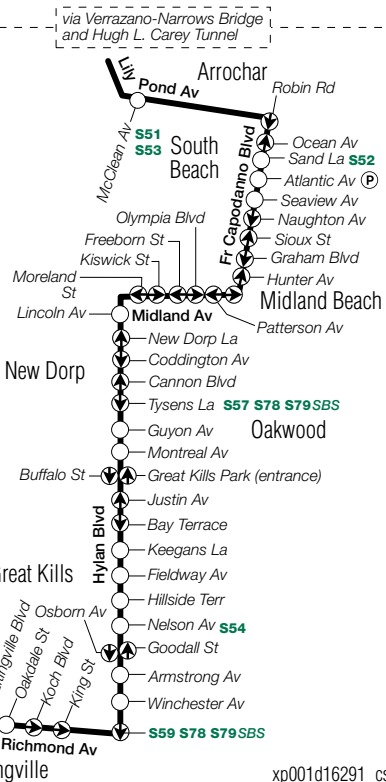 via Verrazano-Narrows Bridge
and Hugh L. Carey Tunnel
Lily
Pond Av
Arrochar
Robin Rd
McClean Av
S51
S53
South
Beach
Fr Capodanno Blvd
Ocean Av
Sand La S52
Atlantic Av P
Seaview Av
Naughton Av
Sioux St
Graham Blvd
Hunter Av
Olympia Blvd
Freeborn St
Kiswick St
Moreland
St
Midland Beach
Patterson Av
Lincoln Av
Midland Av
New Dorp La
New Dorp
Coddington Av
Cannon Blvd
Tysens La S57 S78 S79SBS
Guyon Av
Oakwood
Montreal Av
Buffalo St
Great Kills Park (entrance)
Hylan Blvd
Justin Av
Bay Terrace
Keegans La
Fieldway Av
Great Kills
Hillside Terr
Osborn Av
Nelson Av S54
Goodall St
Oakdale St
Koch Blvd
King St
Armstrong Av
Winchester Av
S59 S78 S79SBS
Richmond Av
xp001d16291